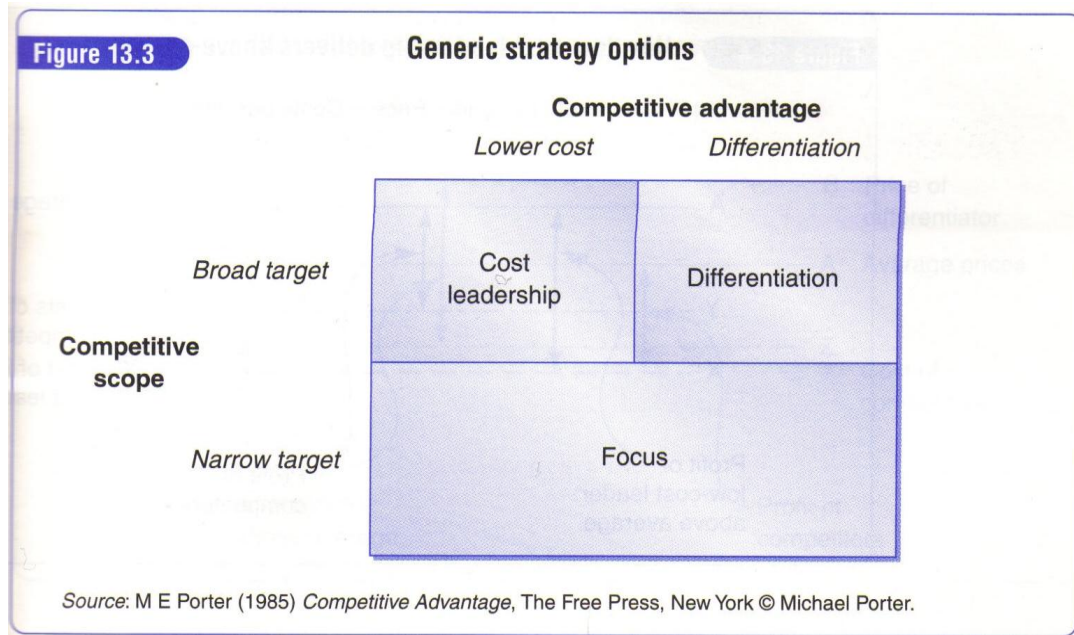 Figure 13.3
Generic strategy options
Competitive advantage
Lower cost
Differentiation
Broad target
Cost
leadership
Differentiation
Competitive
scope
Narrow target
Focus
Source: M E Porter (1985) Competitive Advantage, The Free Press, New York © Michael Porter.